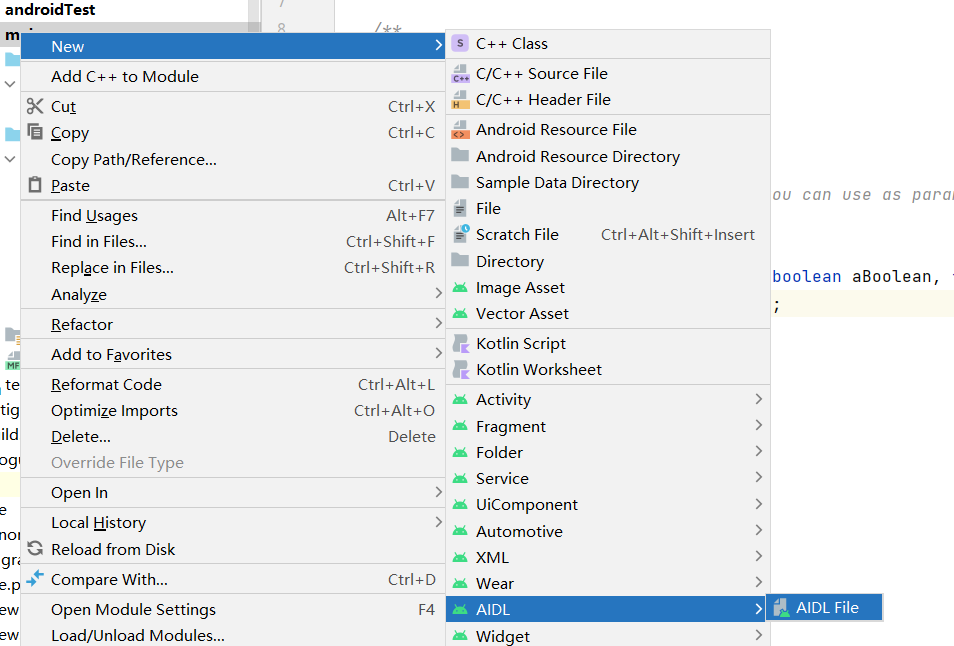 androidTest
7
8
/**
New
Add C++ to Module
Cut Ctrl+X
Copy Ctrl+C
Copy Path/Reference...
Paste Ctrl+V
Find Usages Alt+F7
Find in Files... Ctrl+Shift+F
Replace in Files... Ctrl+Shift+R
Analyze
Refactor
Add to Favorites
Reformat Code Ctrl+Alt+L
Optimize Imports Ctrl+Alt+O
Delete... Delete
Override File Type
Open In
Local History
Reload from Disk
Compare With... Ctrl+D
Open Module Settings F4
Load/Unload Modules...
S C++ Class
C++ C/C++ Source File
H C/C++ Header File
Android Resource File
Android Resource Directory
Sample Data Directory
File
Scratch File Ctrl+Alt+Shift+Insert
Directory
Image Asset
Vector Asset
Kotlin Script
Kotlin Worksheet
Activity
Fragment
Folder
Service
UiComponent
Automotive
XML
Wear
AIDL
Widget
AIDL File
ou can use as para
boolean aBoolean,
;
MF
te
tig
ild
ogu
e
nor
gra
e.p
ew
ew